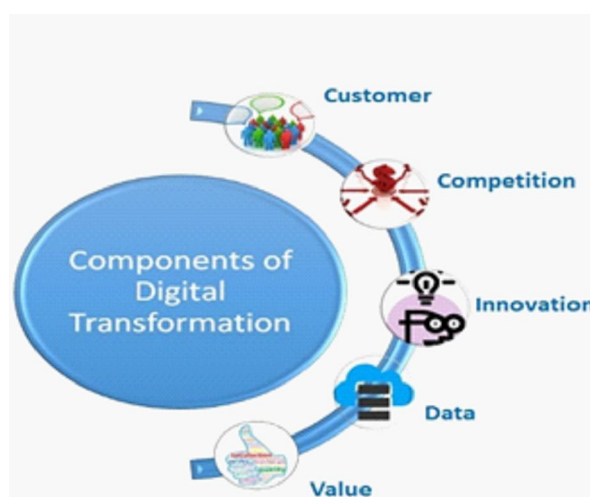 Customer
Competition
Components of
Digital
Transformation
Innovation
Data
Value